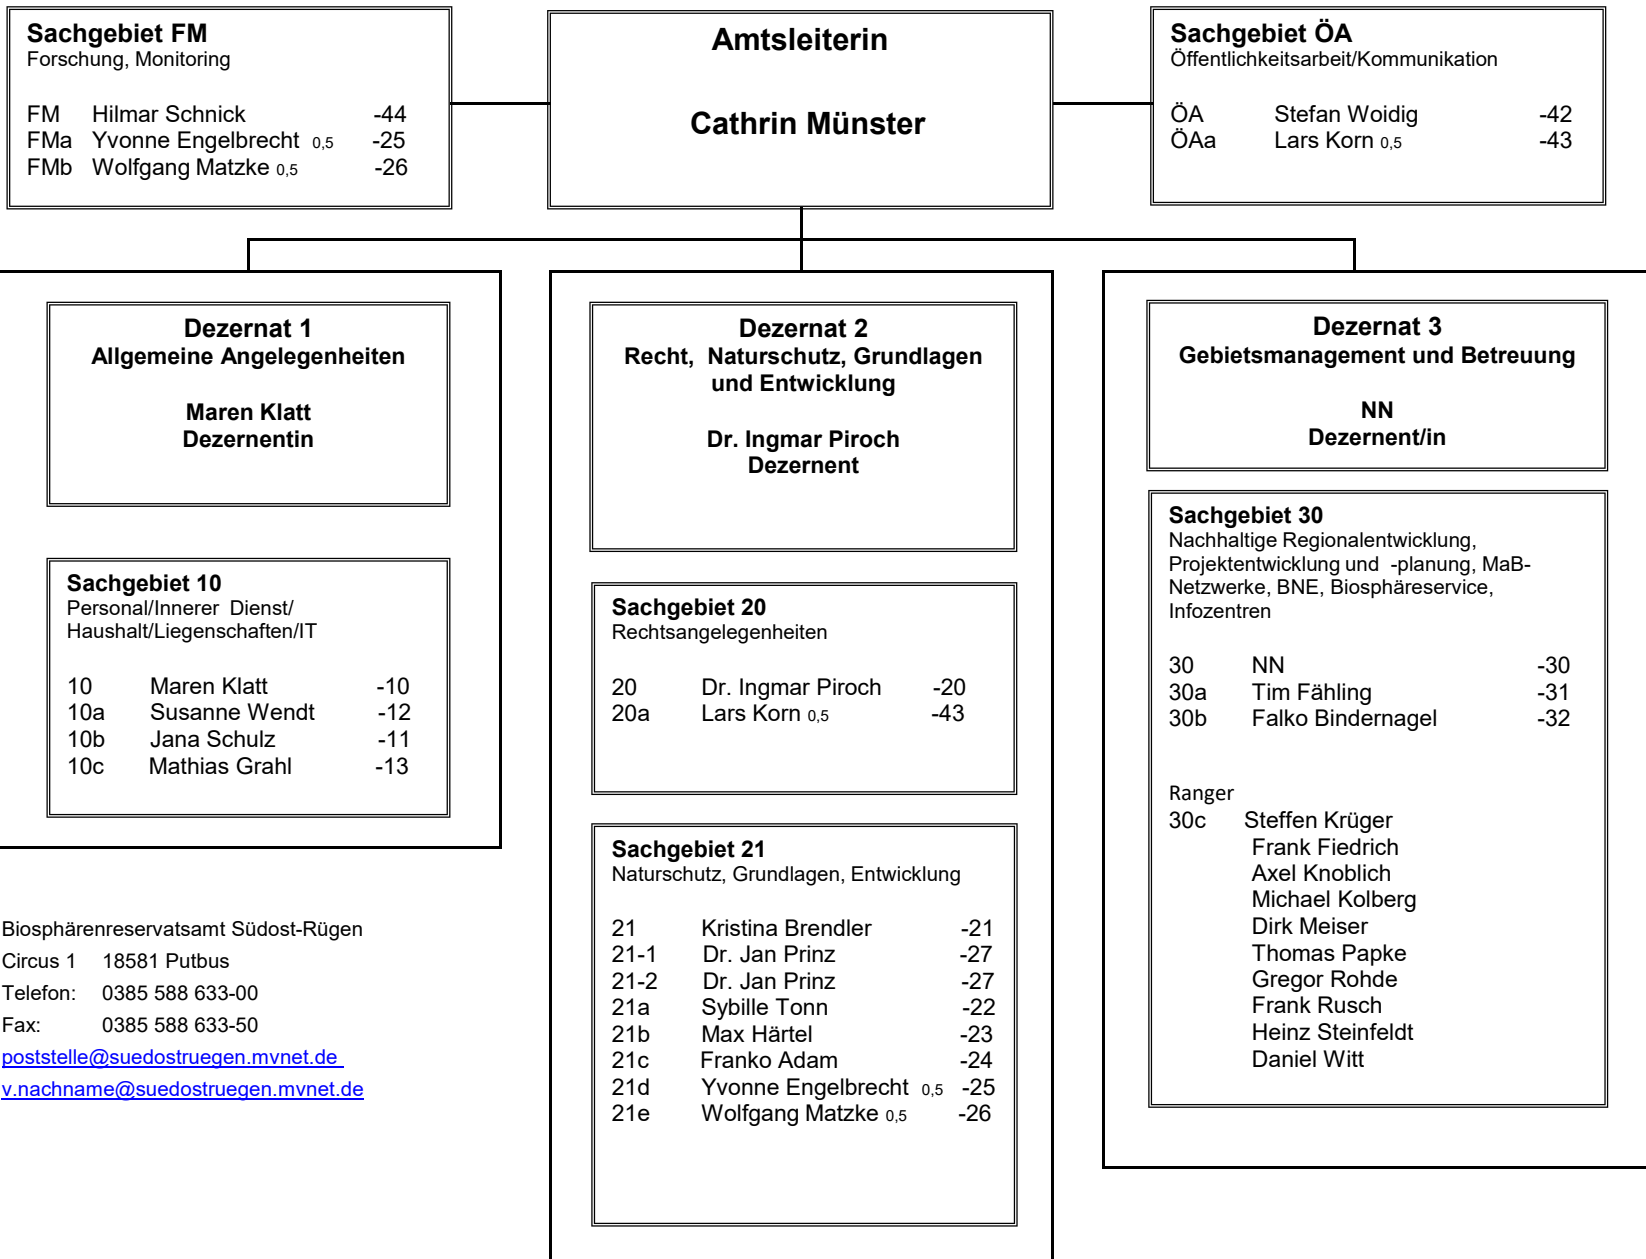 Sachgebiet FM
Forschung, Monitoring
FM Hilmar Schnick -44
FMa Yvonne Engelbrecht 0,5 -25
FMb Wolfgang Matzke 0,5 -26
Amtsleiterin
Cathrin Münster
Sachgebiet ÖA
Öffentlichkeitsarbeit/Kommunikation
ÖA Stefan Woidig -42
ÖAa Lars Korn 0,5 -43
Dezernat 1
Allgemeine Angelegenheiten
Maren Klatt
Dezernentin
Sachgebiet 10
Personal/Innerer Dienst/
Haushalt/Liegenschaften/IT
10 Maren Klatt -10
10a Susanne Wendt -12
10b Jana Schulz -11
10c Mathias Grahl -13
Dezernat 2
Recht, Naturschutz, Grundlagen
und Entwicklung
Dr. Ingmar Piroch
Dezernent
Sachgebiet 20
Rechtsangelegenheiten
20 Dr. Ingmar Piroch -20
20a Lars Korn 0,5 -43
Sachgebiet 21
Naturschutz, Grundlagen, Entwicklung
21 Kristina Brendler -21
21-1 Dr. Jan Prinz -27
21-2 Dr. Jan Prinz -27
21a Sybille Tonn -22
21b Max Härtel -23
21c Franko Adam -24
21d Yvonne Engelbrecht 0,5 -25
21e Wolfgang Matzke 0,5 -26
Dezernat 3
Gebietsmanagement und Betreuung
NN
Dezernent/in
Sachgebiet 30
Nachhaltige Regionalentwicklung,
Projektentwicklung und -planung, MaB-
Netzwerke, BNE, Biosphäreservice,
Infozentren
30 NN -30
30a Tim Fähling -31
30b Falko Bindernagel -32
Ranger
30c Steffen Krüger
Frank Fiedrich
Axel Knoblich
Michael Kolberg
Dirk Meiser
Thomas Papke
Gregor Rohde
Frank Rusch
Heinz Steinfeldt
Daniel Witt
Biosphärenreservatsamt Südost-Rügen
Circus 1 18581 Putbus
Telefon: 0385 588 633-00
Fax: 0385 588 633-50
poststelle@suedostruegen.mvnet.de
v.nachname@suedostruegen.mvnet.de